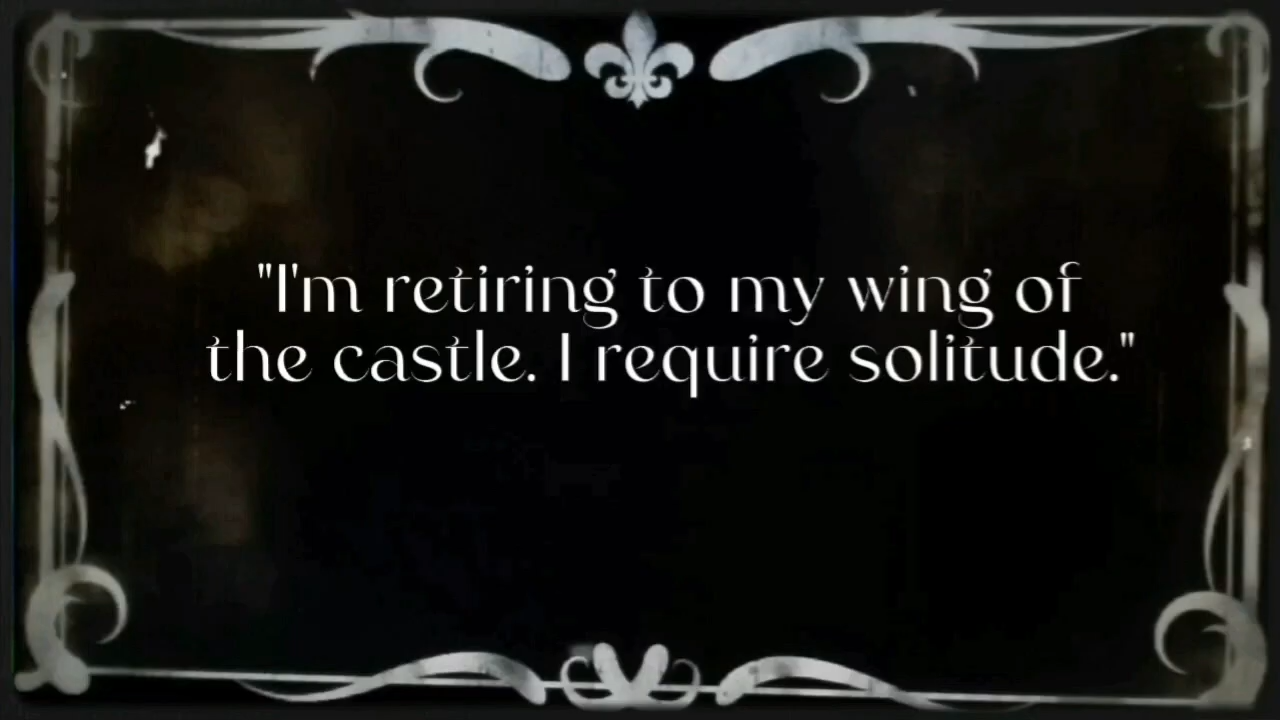 "I'm retiring to my wing of
the castle. I require solitude."